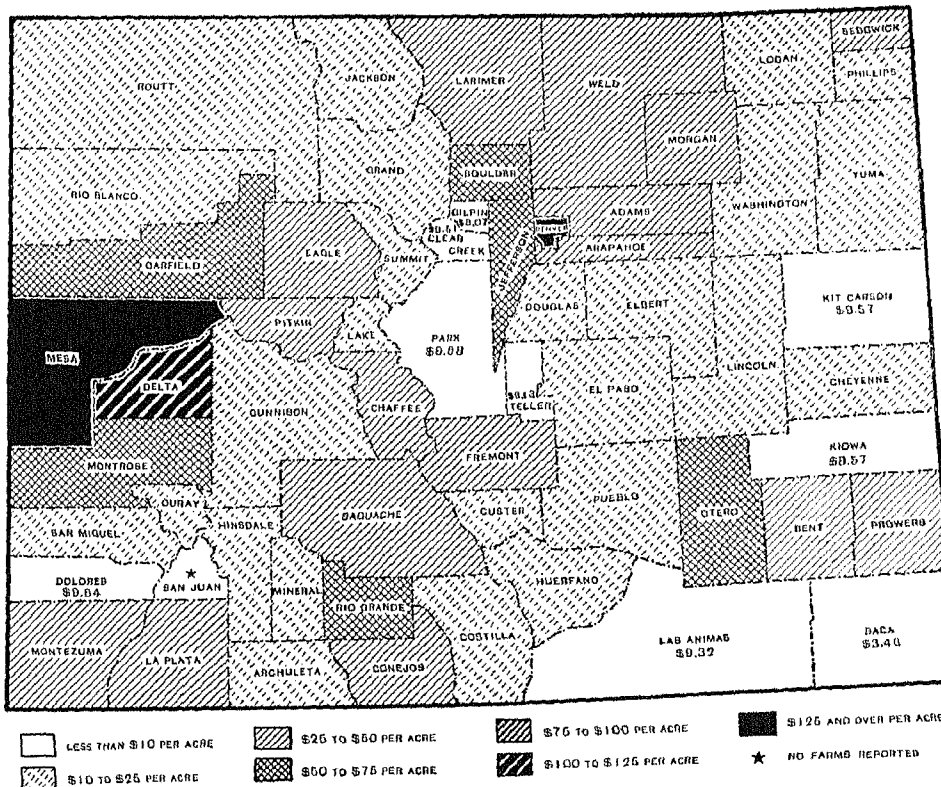 ROUTT
JACKSON
LARIMER
WELD
LOGAN
SEDGWICK
PHILLIPS
MORGAN
GRAND
BOULDER
RIO BLANCO
YUMA
WASHINGTON
GILPIN
ADAMS
DENVER
CLEAR
CREEK
ARAPAHOE
JEFFERSON
SUMMIT
EAGLE
GARFIELD
DOUGLAS
ELBERT
KIT CARSON
$9.57
PITKIN
LAKE
PARK
MESA
DELTA
LINCOLN
CHEYENNE
EL PASO
TELLER
GUNNISON
CHAFFEE
FREMONT
KIOWA
$9.57
MONTROSE
OURAY
SAGUACHE
CUSTER
PUEBLO
OTERO
BENT
PROWERS
SAN MIGUEL
HINSDALE
DOLORES
$9.84
★
SAN JUAN
MINERAL
RIO GRANDE
HUERFANO
COSTILLA
LAS ANIMAS
$9.32
BACA
$3.46
MONTEZUMA
LA PLATA
ARCHULETA
CONEJOS
LESS THAN $10 PER ACRE
$25 TO $50 PER ACRE
$75 TO $100 PER ACRE
$125 AND OVER PER ACRE
$10 TO $25 PER ACRE
$50 TO $75 PER ACRE
$100 TO $125 PER ACRE
★ NO FARMS REPORTED